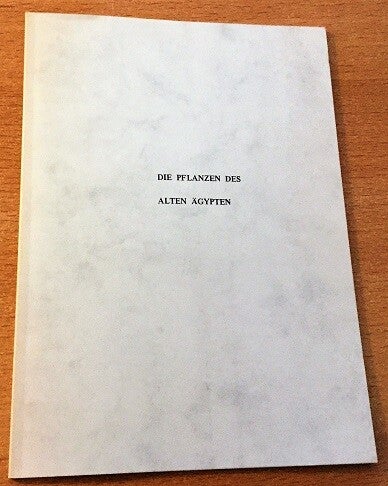 DIE PFLANZEN DES
ALTEN ÄGYPTEN